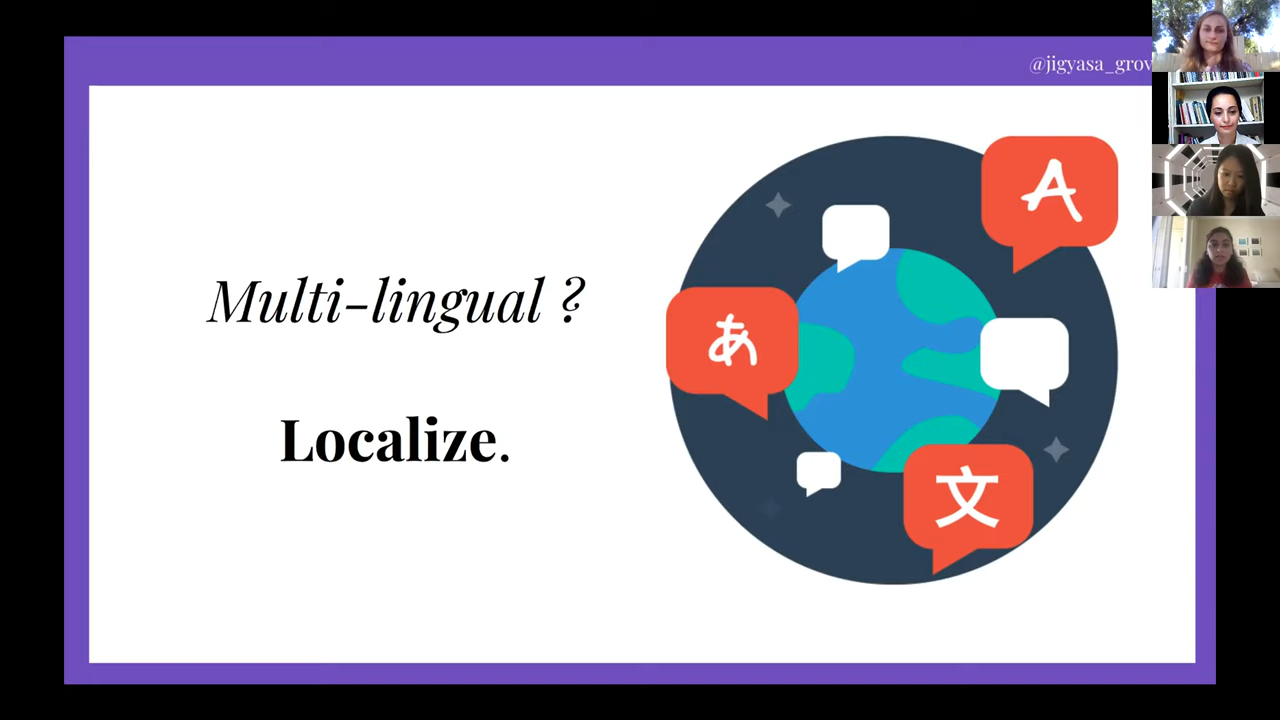 @jigyasa_grov
Multi-lingual ?
Localize.
A
あ
文